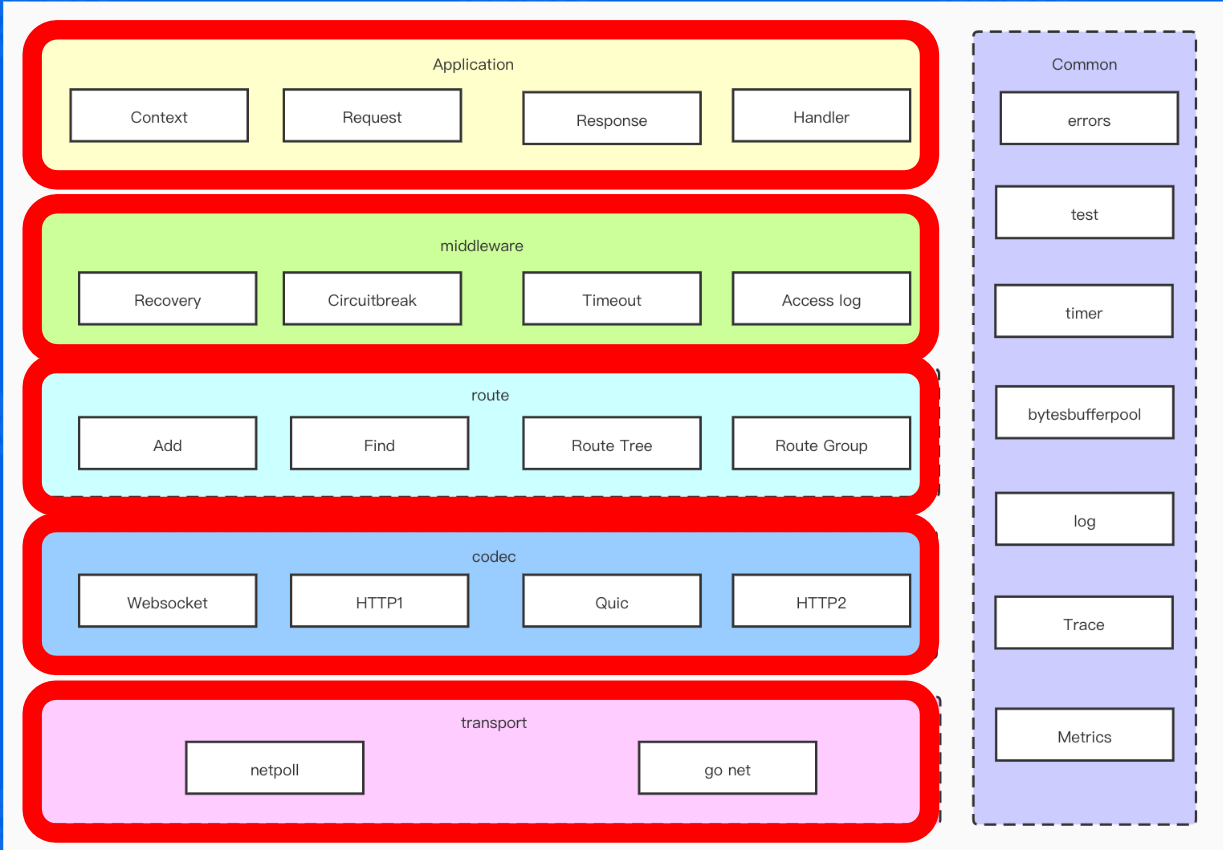 Application
Context
Request
Response
Handler
middleware
Recovery
Circuitbreak
Timeout
Access log
route
Add
Find
Route Tree
Route Group
codec
Websocket
HTTP1
Quic
HTTP2
transport
netpoll
go net
Common
errors
test
timer
bytesbufferpool
log
Trace
Metrics